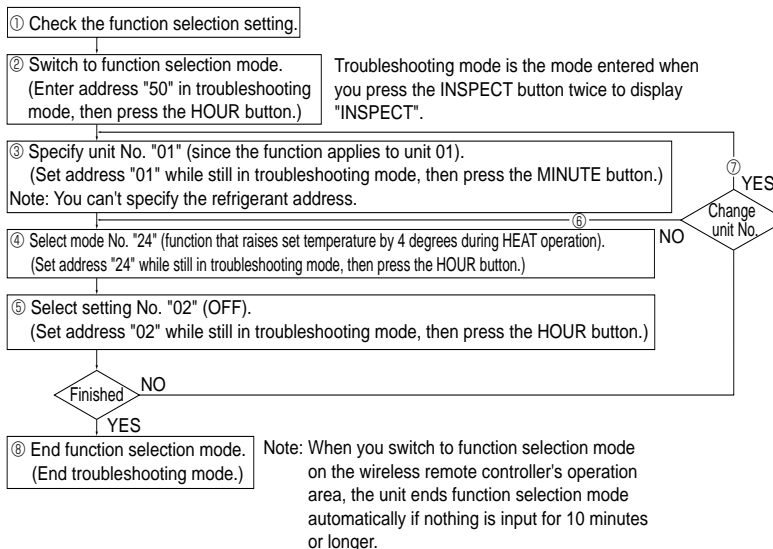 ① Check the function selection setting.
② Switch to function selection mode.
(Enter address "50" in troubleshooting
mode, then press the HOUR button.)
Troubleshooting mode is the mode entered when
you press the INSPECT button twice to display
"INSPECT".
③ Specify unit No. "01" (since the function applies to unit 01).
(Set address "01" while still in troubleshooting mode, then press the MINUTE button.)
Note: You can't specify the refrigerant address.
⑦
YES
Change
unit No.
⑥
NO
④ Select mode No. "24" (function that raises set temperature by 4 degrees during HEAT operation).
(Set address "24" while still in troubleshooting mode, then press the HOUR button.)
⑤ Select setting No. "02" (OFF).
(Set address "02" while still in troubleshooting mode, then press the HOUR button.)
Finished
NO
YES
⑧ End function selection mode.
(End troubleshooting mode.)
Note: When you switch to function selection mode
on the wireless remote controller's operation
area, the unit ends function selection mode
automatically if nothing is input for 10 minutes
or longer.